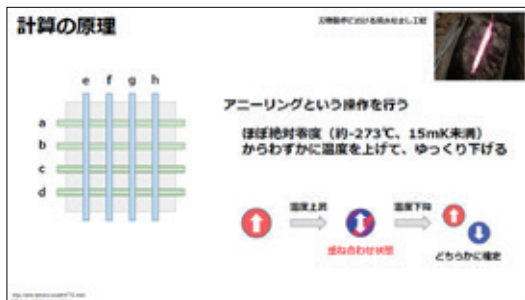 計算の原理
刃物製作における焼きなまし工程
e f g h
a
b
c
d
アニーリングという操作を行う
ほぼ絶対零度（約-273℃、15mK未満）
からわずかに温度を上げて、ゆっくり下げる
温度上昇
温度下降
重ね合わせ状態
どちらかに確定